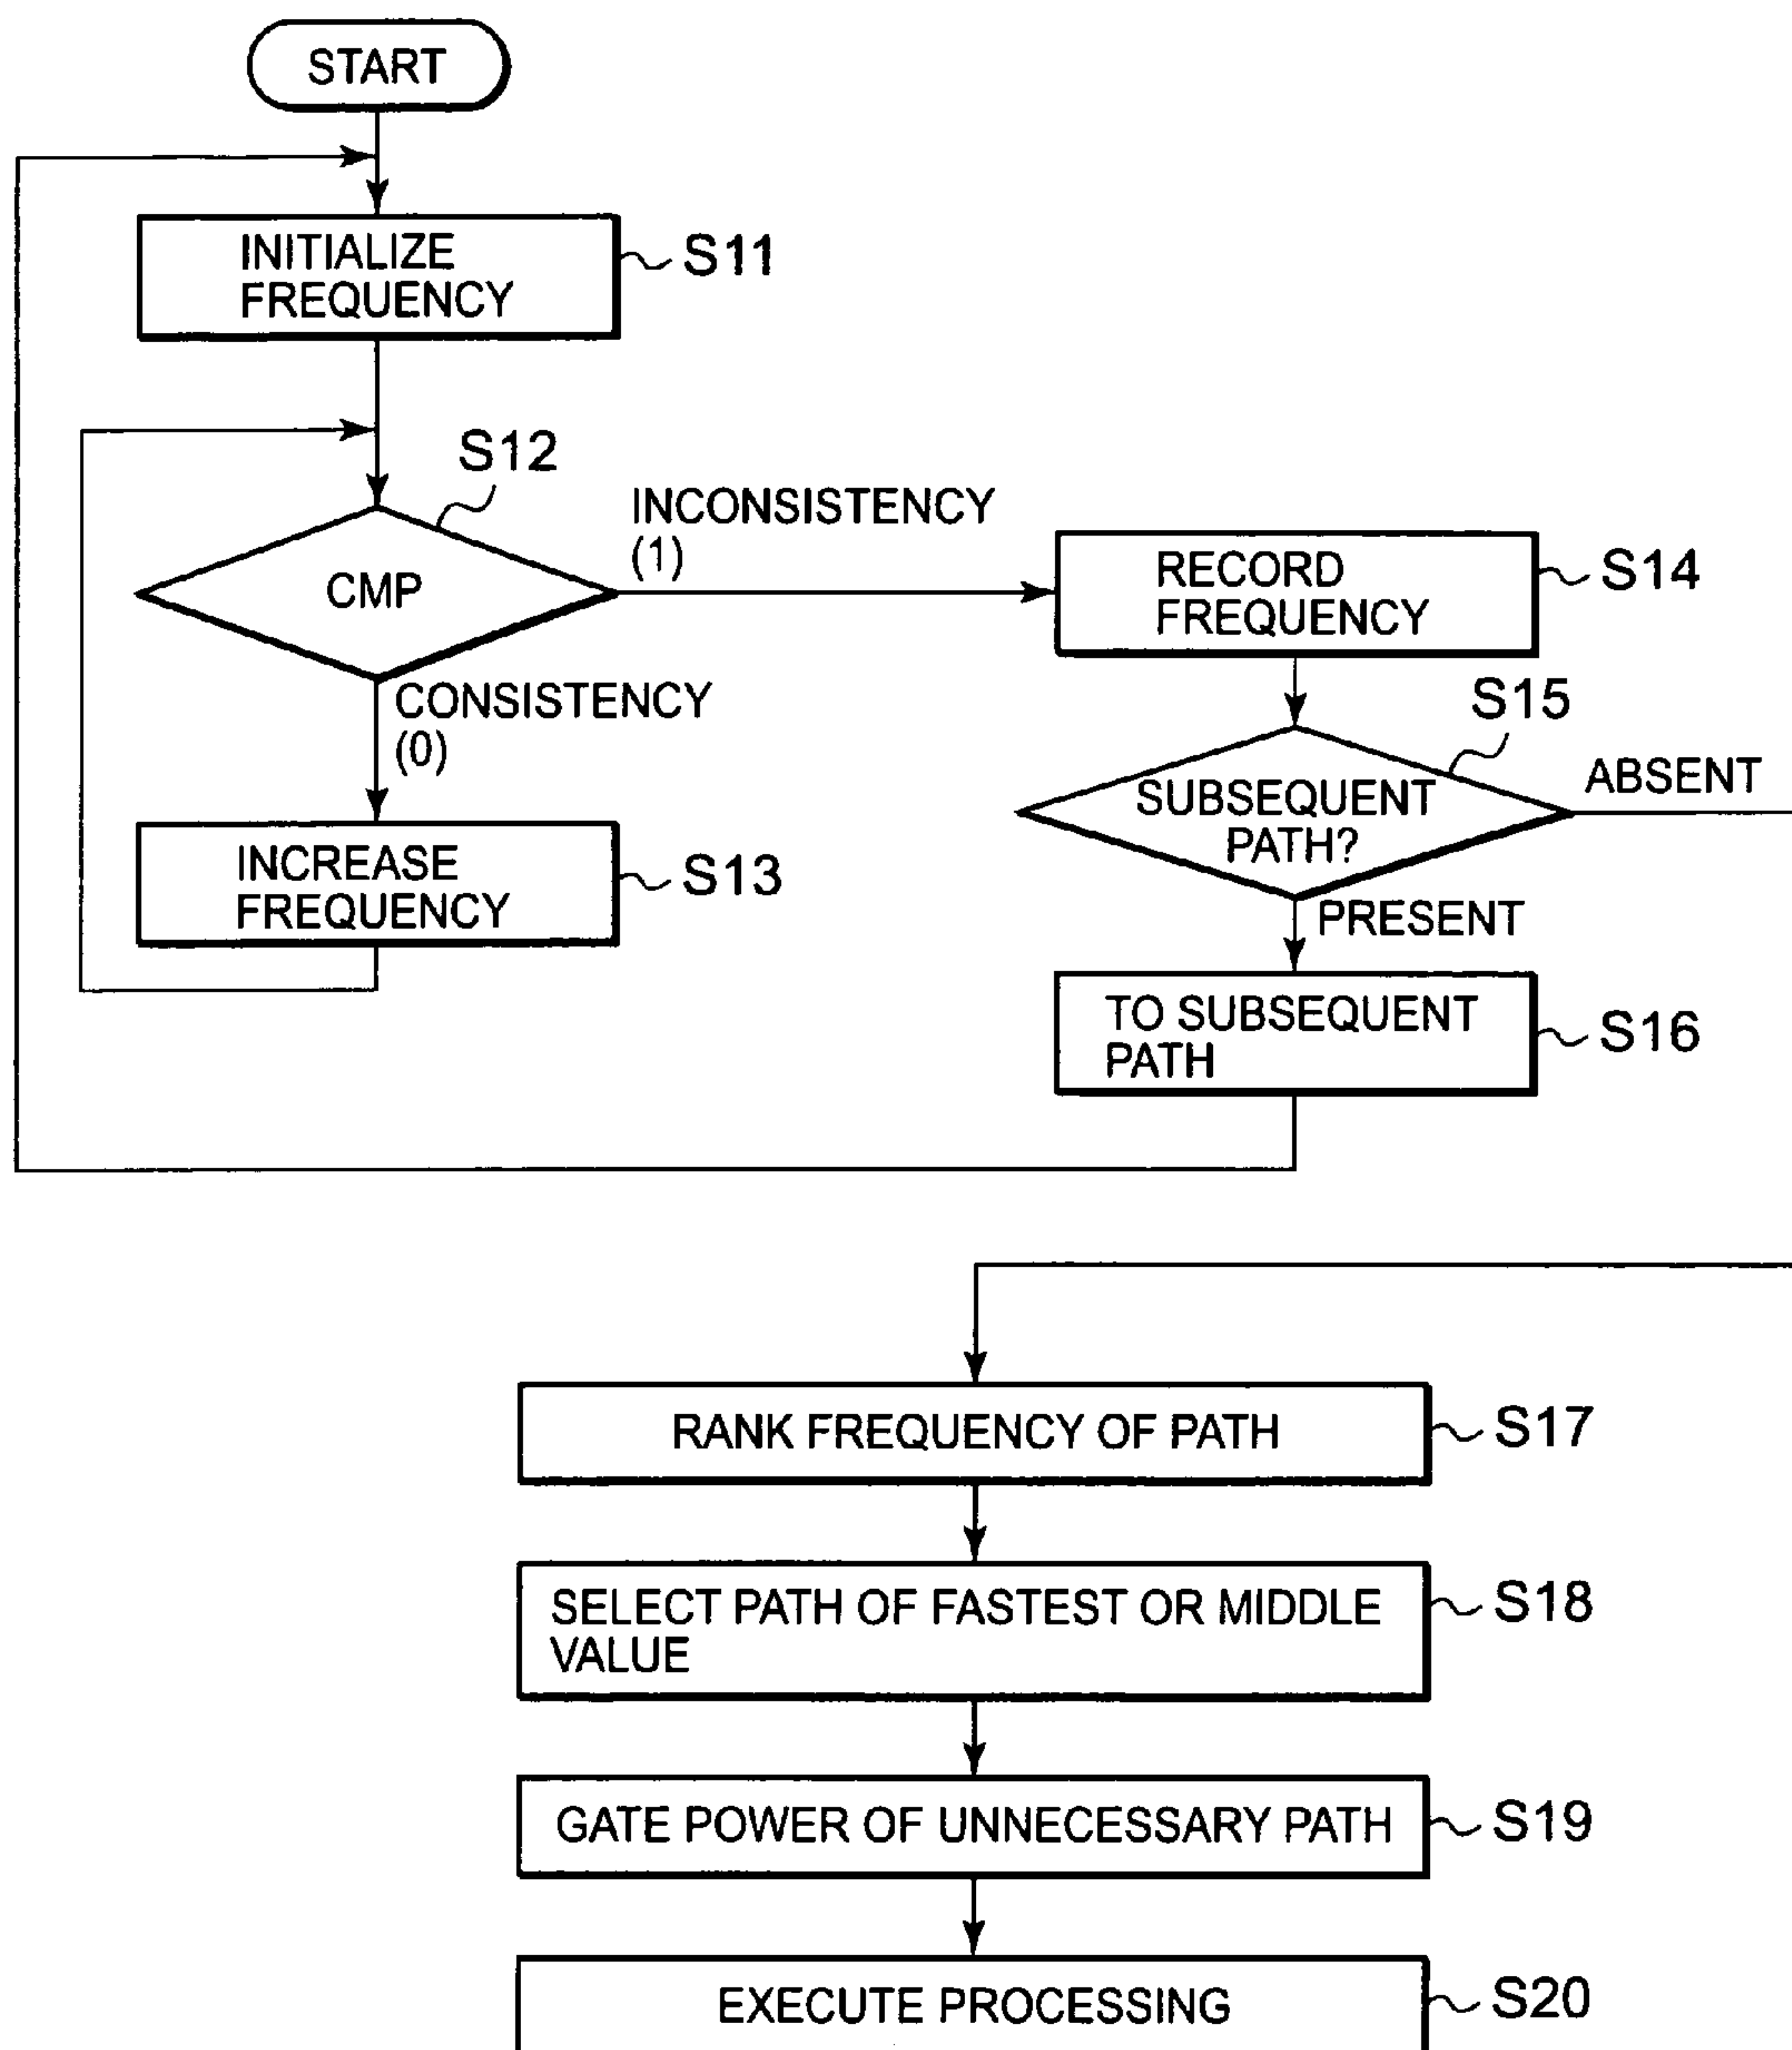 START
INITIALIZE
FREQUENCY
S11
S12
CMP
INCONSISTENCY
(1)
CONSISTENCY
(0)
INCREASE
FREQUENCY
S13
RECORD
FREQUENCY
S14
S15
SUBSEQUENT
PATH?
ABSENT
PRESENT
TO SUBSEQUENT
PATH
S16
RANK FREQUENCY OF PATH
S17
SELECT PATH OF FASTEST OR MIDDLE
VALUE
S18
GATE POWER OF UNNECESSARY PATH
S19
EXECUTE PROCESSING
S20